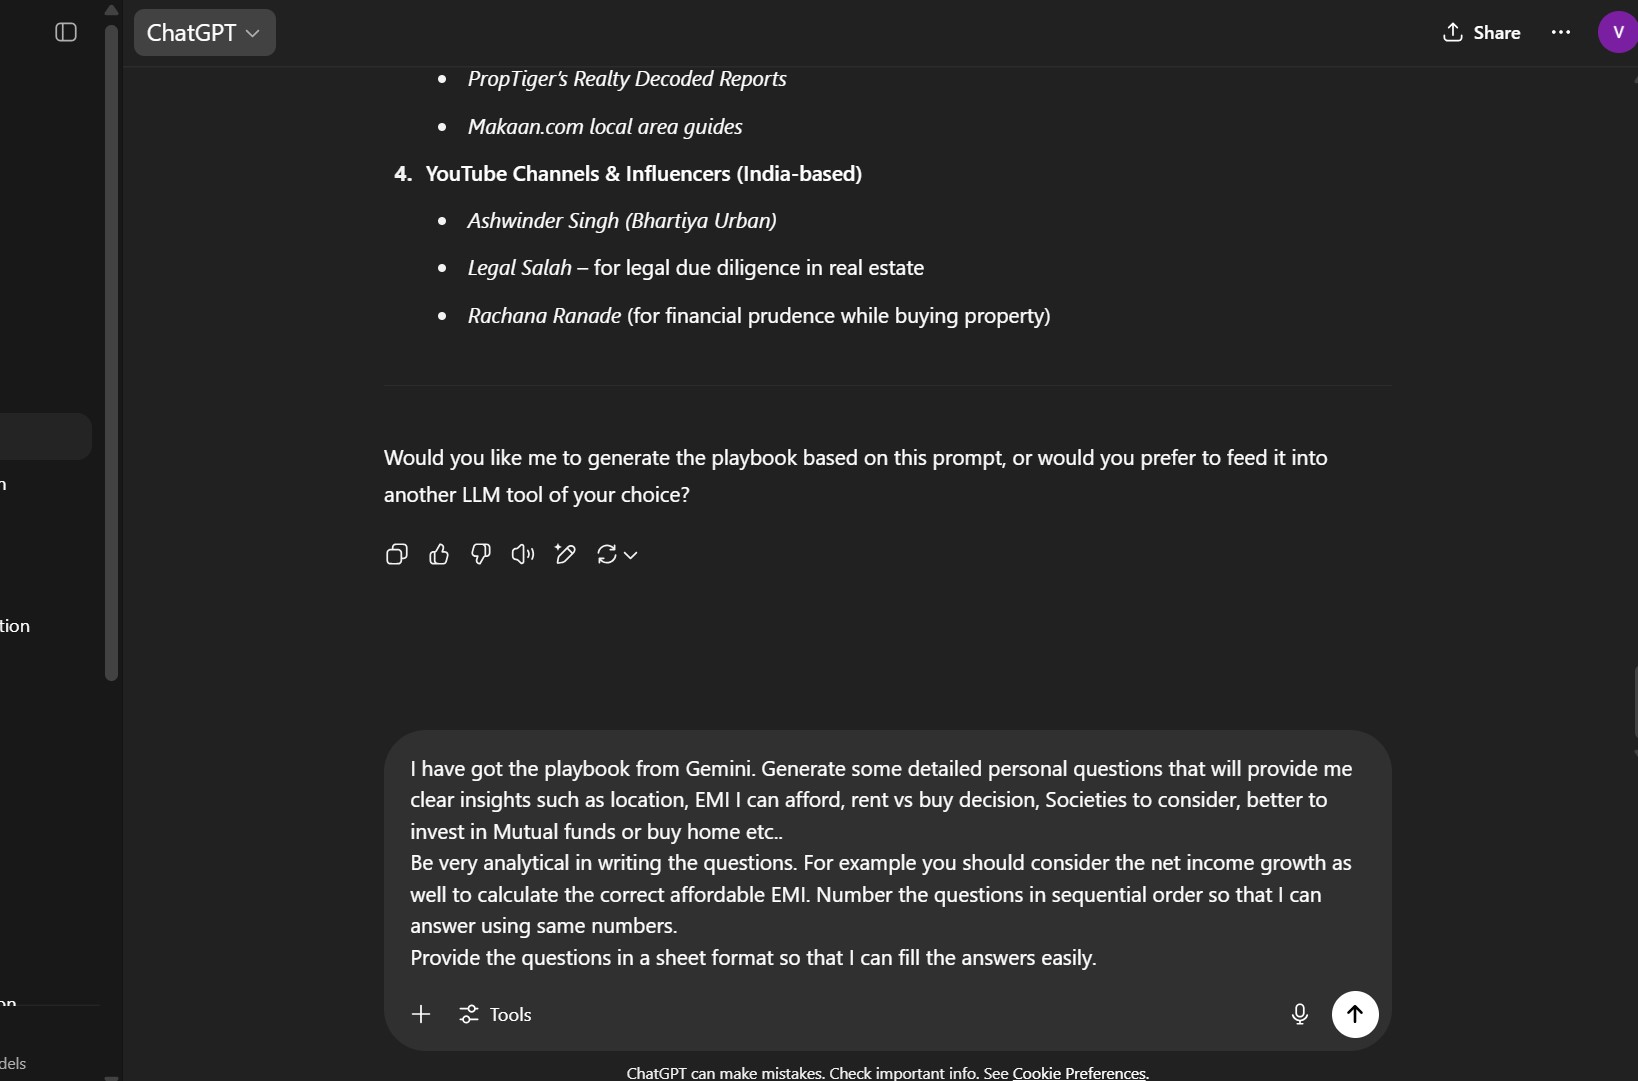 ChatGPT
Share
V
PropTiger’s Realty Decoded Reports
Makaan.com local area guides
4. YouTube Channels & Influencers (India-based)
Ashwinder Singh (Bhartiya Urban)
Legal Salah – for legal due diligence in real estate
Rachana Ranade (for financial prudence while buying property)
Would you like me to generate the playbook based on this prompt, or would you prefer to feed it into
another LLM tool of your choice?
I have got the playbook from Gemini. Generate some detailed personal questions that will provide me
clear insights such as location, EMI I can afford, rent vs buy decision, Societies to consider, better to
invest in Mutual funds or buy home etc..
Be very analytical in writing the questions. For example you should consider the net income growth as
well to calculate the correct affordable EMI. Number the questions in sequential order so that I can
answer using same numbers.
Provide the questions in a sheet format so that I can fill the answers easily.
Tools
ChatGPT can make mistakes. Check important info. See Cookie Preferences.
n
tion
on
dels